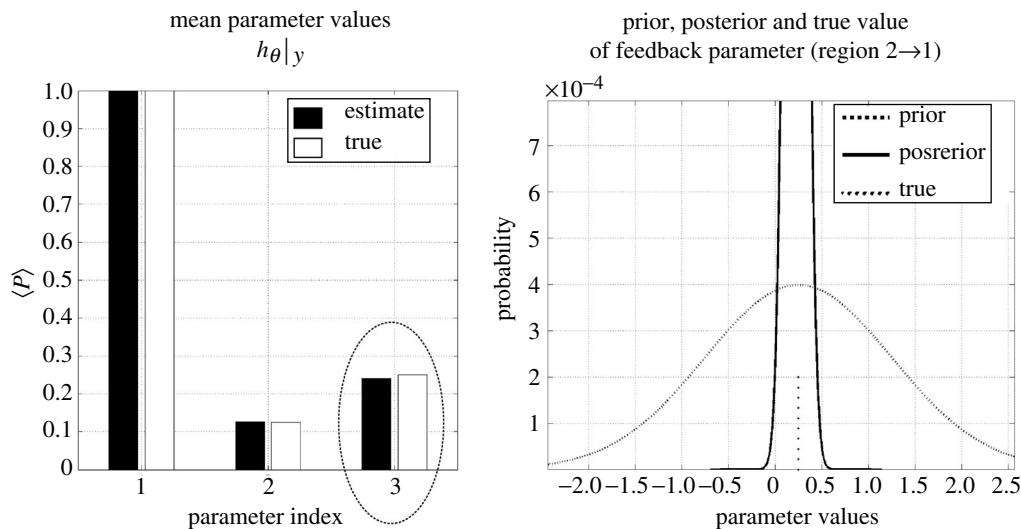 mean parameter values
hθ|y
1.0
0.9
0.8
0.7
0.6
0.5
0.4
0.3
0.2
0.1
0
⟨P⟩
estimate
true
1 2 3
parameter index
prior, posterior and true value
of feedback parameter (region 2→1)
×10⁻⁴
7
6
5
4
3
2
1
probability
prior
posrerior
true
-2.0 -1.5 -1.0 -0.5 0 0.5 1.0 1.5 2.0 2.5
parameter values